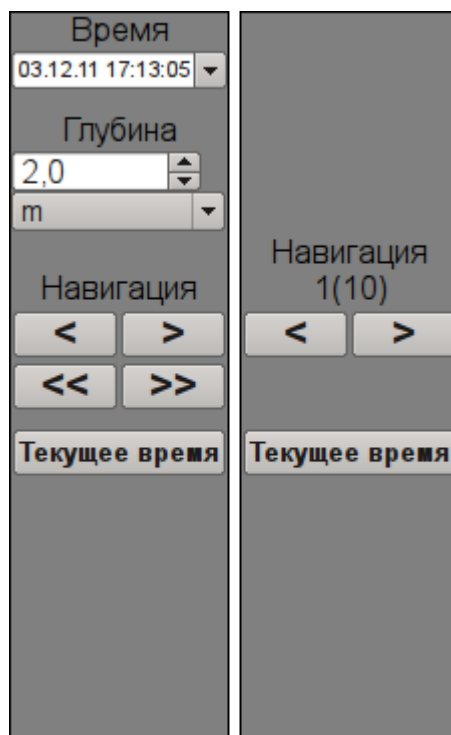 Время
03.12.11 17:13:05
Глубина
2,0
m
Навигация
< >
<< >>
Текущее время
Навигация
1(10)
< >
Текущее время